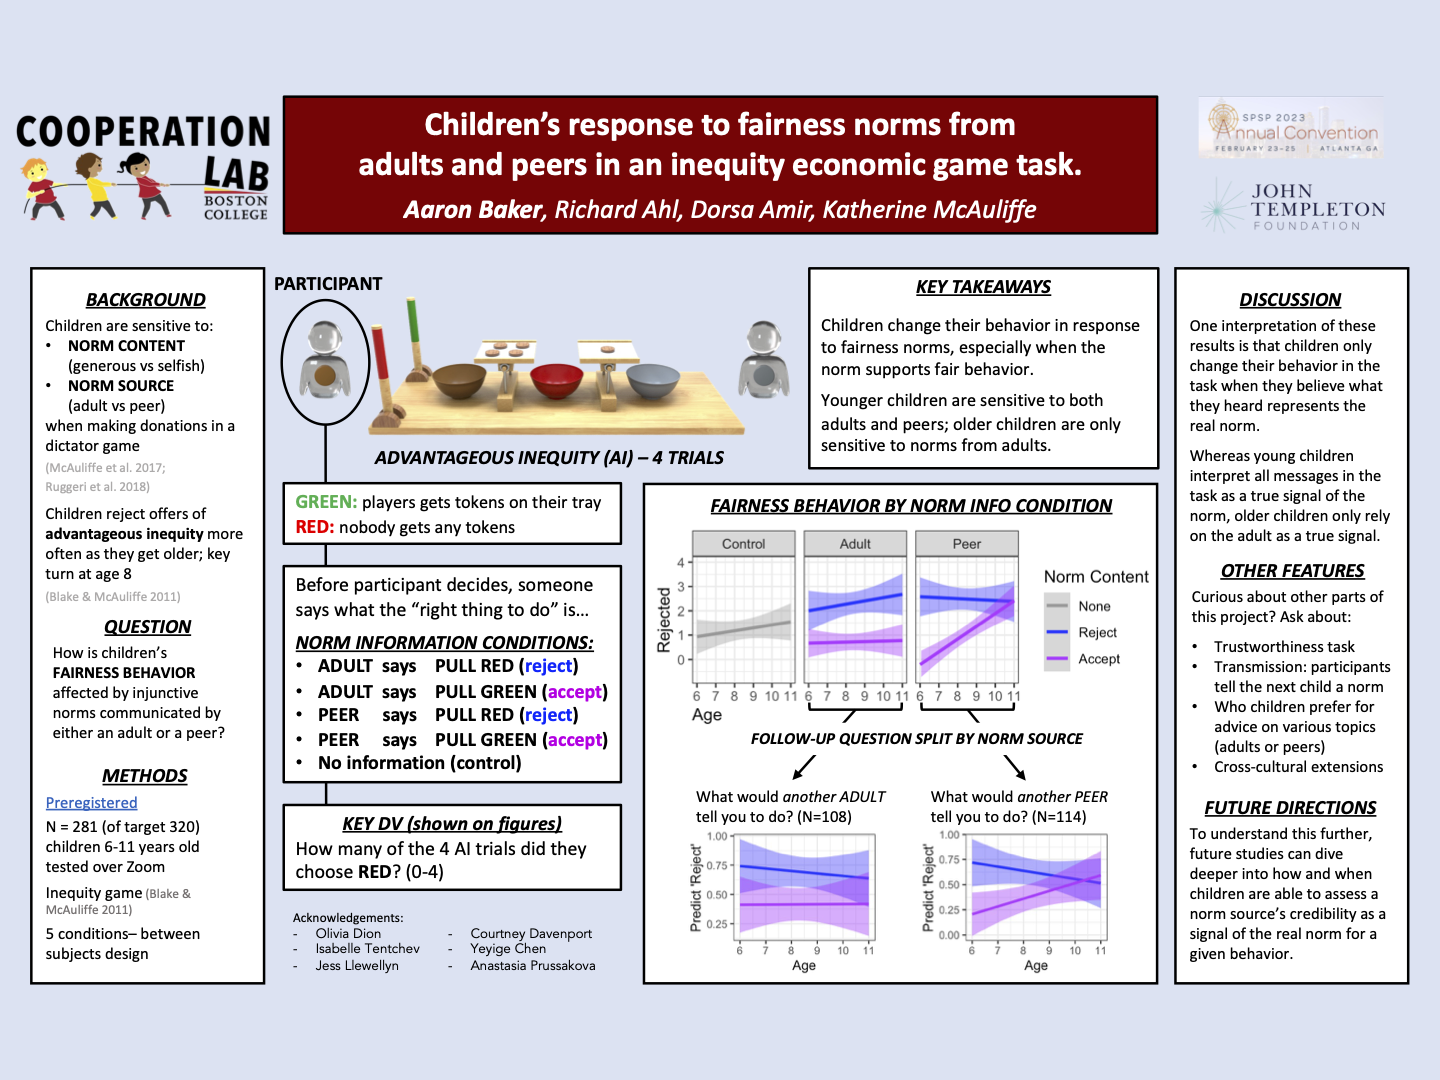 COOPERATION
LAB
BOSTON
COLLEGE
Children's response to fairness norms from
adults and peers in an inequity economic game task.
Aaron Baker, Richard Ahl, Dorsa Amir, Katherine McAuliffe
SPSP 2023
Annual Convention
FEBRUARY 23-25 | ATLANTA GA
JOHN
TEMPLETON
FOUNDATION
BACKGROUND
Children are sensitive to:
• NORM CONTENT
(generous vs selfish)
• NORM SOURCE
(adult vs peer)
when making donations in a
dictator game
(McAuliffe et al. 2017;
Ruggeri et al. 2018)
Children reject offers of
advantageous inequity more
often as they get older; key
turn at age 8
(Blake & McAuliffe 2011)
QUESTION
How is children's
FAIRNESS BEHAVIOR
affected by injunctive
norms communicated by
either an adult or a peer?
METHODS
Preregistered
N = 281 (of target 320)
children 6-11 years old
tested over Zoom
Inequity game (Blake &
McAuliffe 2011)
5 conditions– between
subjects design
PARTICIPANT
ADVANTAGEOUS INEQUITY (AI) – 4 TRIALS
GREEN: players gets tokens on their tray
RED: nobody gets any tokens
Before participant decides, someone
says what the "right thing to do" is...
NORM INFORMATION CONDITIONS:
• ADULT says PULL RED (reject)
• ADULT says PULL GREEN (accept)
• PEER says PULL RED (reject)
• PEER says PULL GREEN (accept)
• No information (control)
KEY DV (shown on figures)
How many of the 4 AI trials did they
choose RED? (0-4)
Acknowledgements:
- Olivia Dion
- Isabelle Tentchev
- Jess Llewellyn
- Courtney Davenport
- Yeyige Chen
- Anastasia Prussakova
KEY TAKEAWAYS
Children change their behavior in response
to fairness norms, especially when the
norm supports fair behavior.
Younger children are sensitive to both
adults and peers; older children are only
sensitive to norms from adults.
FAIRNESS BEHAVIOR BY NORM INFO CONDITION
Control Adult Peer
Rejected
4
3
2
1
0
6 7 8 9 10 11 6 7 8 9 10 11 6 7 8 9 10 11
Age
Norm Content
None
Reject
Accept
FOLLOW-UP QUESTION SPLIT BY NORM SOURCE
What would another ADULT
tell you to do? (N=108)
Predict 'Reject'
1.00
0.75
0.50
0.25
6 7 8 9 10 11
Age
What would another PEER
tell you to do? (N=114)
Predict 'Reject'
1.00
0.75
0.50
0.25
0.00
6 7 8 9 10 11
Age
DISCUSSION
One interpretation of these
results is that children only
change their behavior in the
task when they believe what
they heard represents the
real norm.
Whereas young children
interpret all messages in the
task as a true signal of the
norm, older children only rely
on the adult as a true signal.
OTHER FEATURES
Curious about other parts of
this project? Ask about:
• Trustworthiness task
• Transmission: participants
tell the next child a norm
• Who children prefer for
advice on various topics
(adults or peers)
• Cross-cultural extensions
FUTURE DIRECTIONS
To understand this further,
future studies can dive
deeper into how and when
children are able to assess a
norm source's credibility as a
signal of the real norm for a
given behavior.